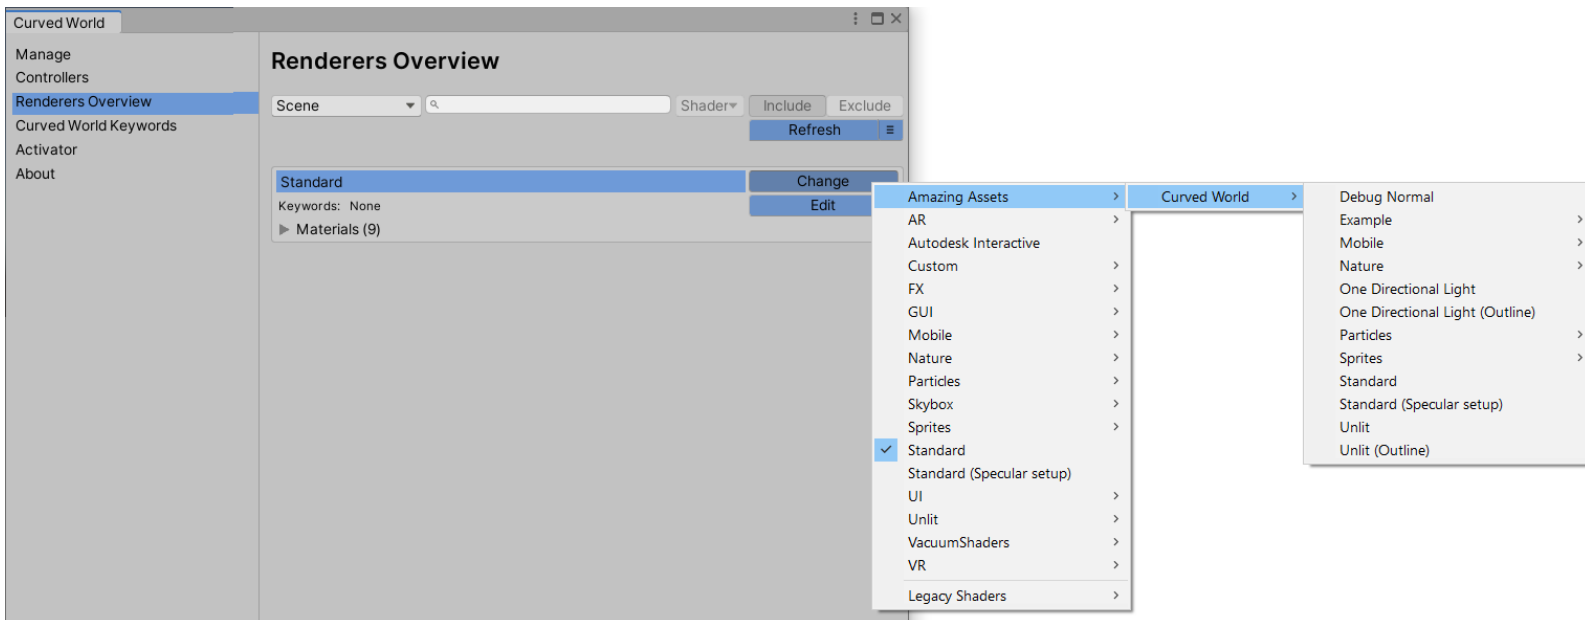 Curved World
Manage
Controllers
Renderers Overview
Curved World Keywords
Activator
About
Renderers Overview
Scene
Shader
Include
Exclude
Refresh
Standard
Change
Keywords: None
Edit
Materials (9)
Amazing Assets
AR
Autodesk Interactive
Custom
FX
GUI
Mobile
Nature
Particles
Skybox
Sprites
Standard
Standard (Specular setup)
UI
Unlit
VacuumShaders
VR
Legacy Shaders
Curved World
Debug Normal
Example
Mobile
Nature
One Directional Light
One Directional Light (Outline)
Particles
Sprites
Standard
Standard (Specular setup)
Unlit
Unlit (Outline)